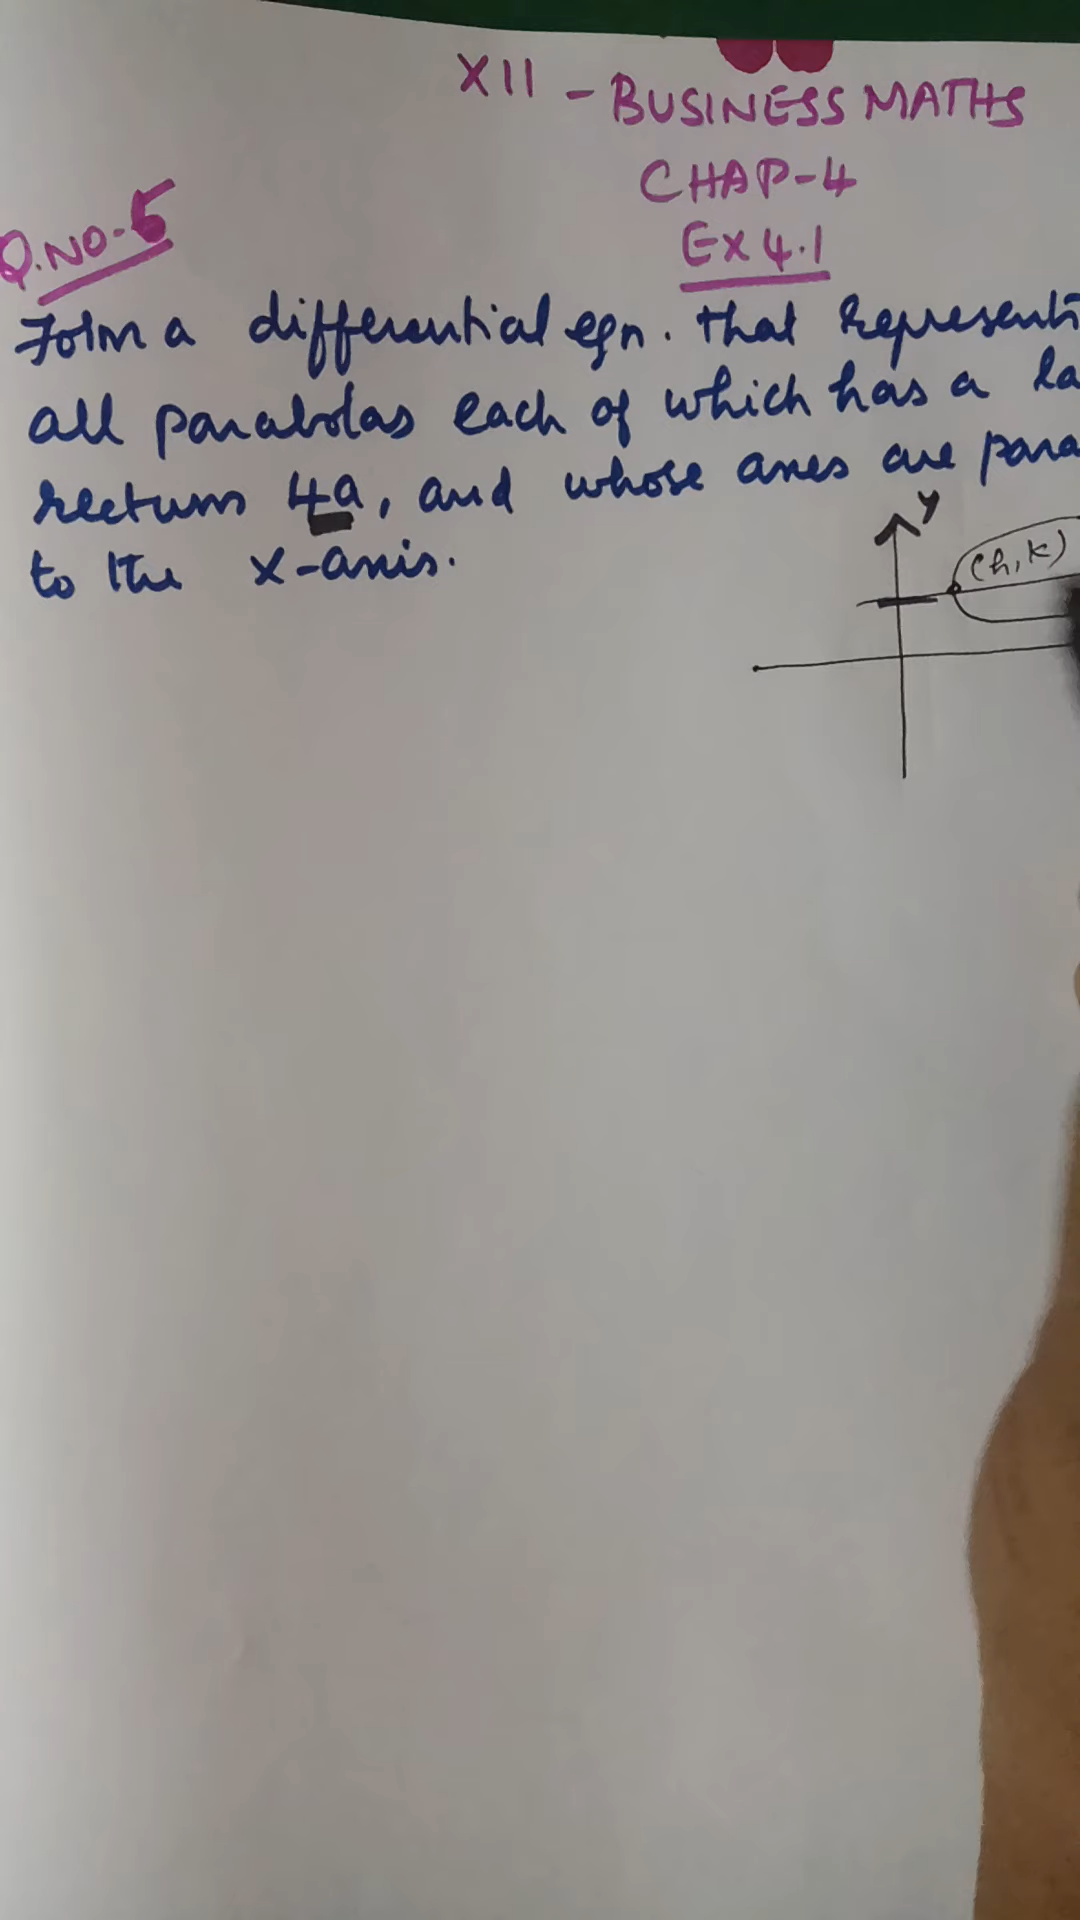 XII - BUSINESS MATHS
CHAP-4
EX 4.1
Q.NO-5
Form a differential eqn. that represents
all parabolas each of which has a la
rectum 4a, and whose axes are para
to the x-axis.
y
(h,k)